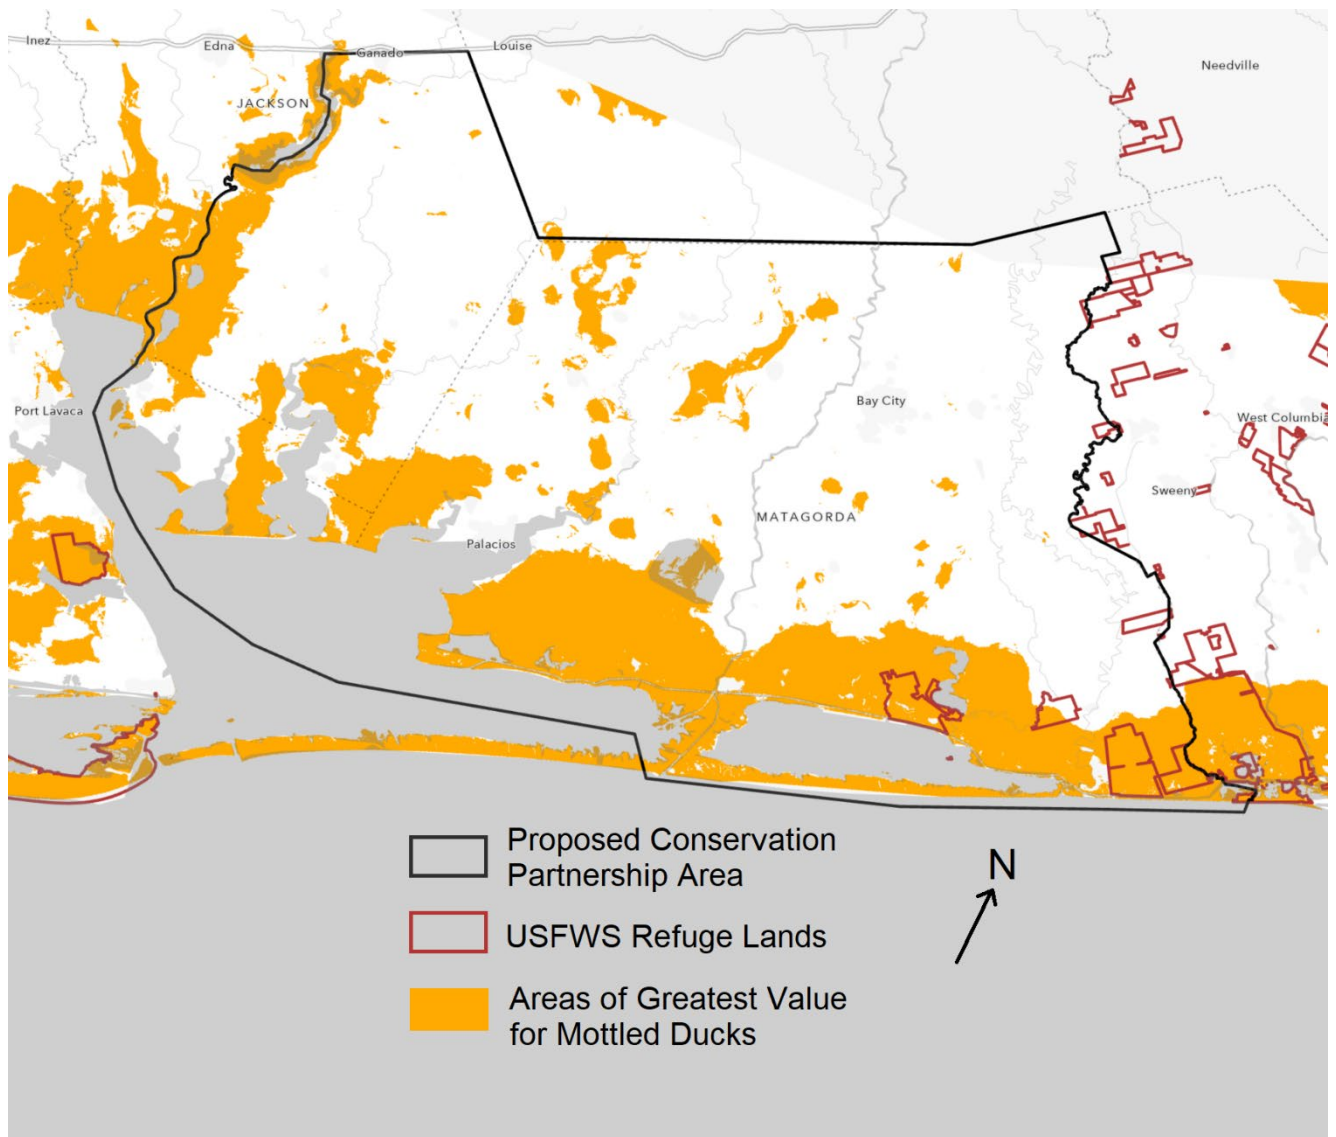 Inez
Edna
Ganado
Louise
Needville
JACKSON
Port Lavaca
Bay City
West Columbia
Sweeny
MATAGORDA
Palacios
Proposed Conservation
Partnership Area
N
USFWS Refuge Lands
Areas of Greatest Value
for Mottled Ducks